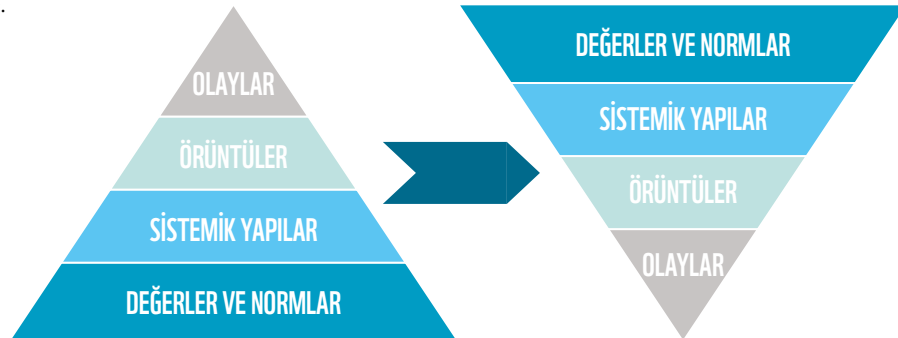 .
OLAYLAR
ÖRÜNTÜLER
SİSTEMİK YAPILAR
DEĞERLER VE NORMLAR
DEĞERLER VE NORMLAR
SİSTEMİK YAPILAR
ÖRÜNTÜLER
OLAYLAR